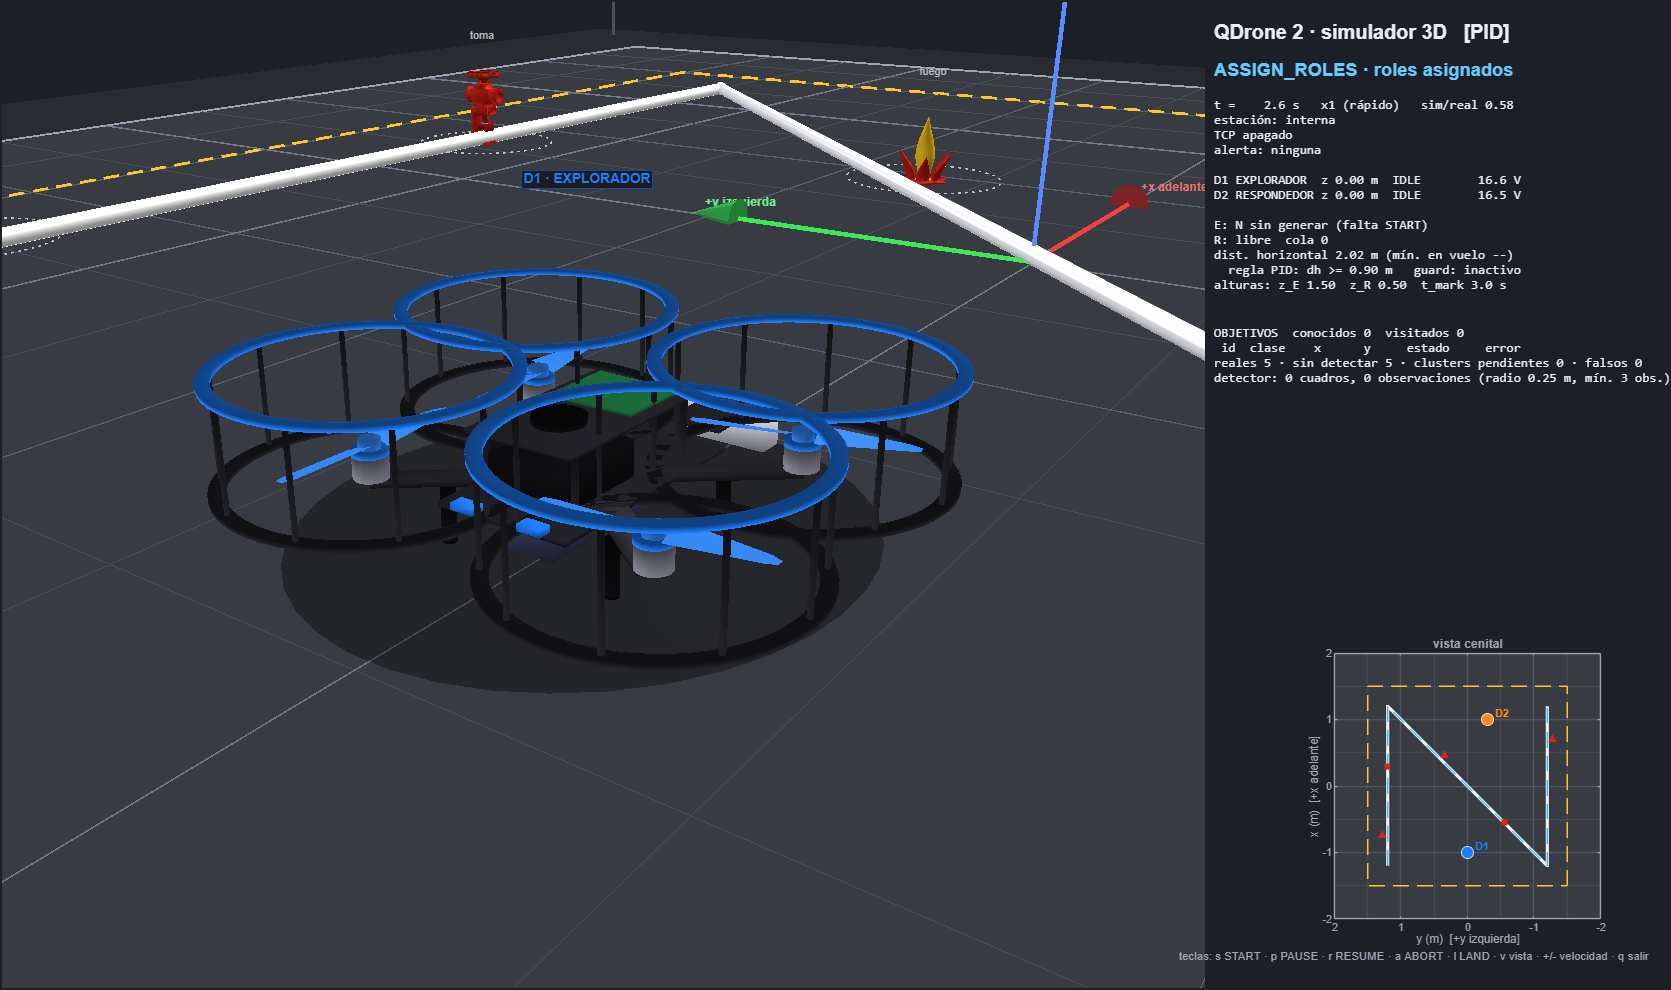 toma
fuego
D1 · EXPLORADOR
+y izquierda
+x adelante
QDrone 2 · simulador 3D [PID]
ASSIGN_ROLES · roles asignados
t = 2.6 s x1 (rápido) sim/real 0.58
estación: interna
TCP apagado
alerta: ninguna
D1 EXPLORADOR z 0.00 m IDLE 16.6 V
D2 RESPONDEDOR z 0.00 m IDLE 16.5 V
E: N sin generar (falta START)
R: libre cola 0
dist. horizontal 2.02 m (mín. en vuelo --)
regla PID: dh >= 0.90 m guard: inactivo
alturas: z_E 1.50 z_R 0.50 t_mark 3.0 s
OBJETIVOS conocidos 0 visitados 0
id clase x y estado error
reales 5 · sin detectar 5 · clusters pendientes 0 · falsos 0
detector: 0 cuadros, 0 observaciones (radio 0.25 m, mín. 3 obs.)
vista cenital
2
1
0
-1
-2
x (m) [+x adelante]
D2
D1
2 1 0 -1 -2
y (m) [+y izquierda]
teclas: s START · p PAUSE · r RESUME · a ABORT · l LAND · v vista · +/- velocidad · q salir